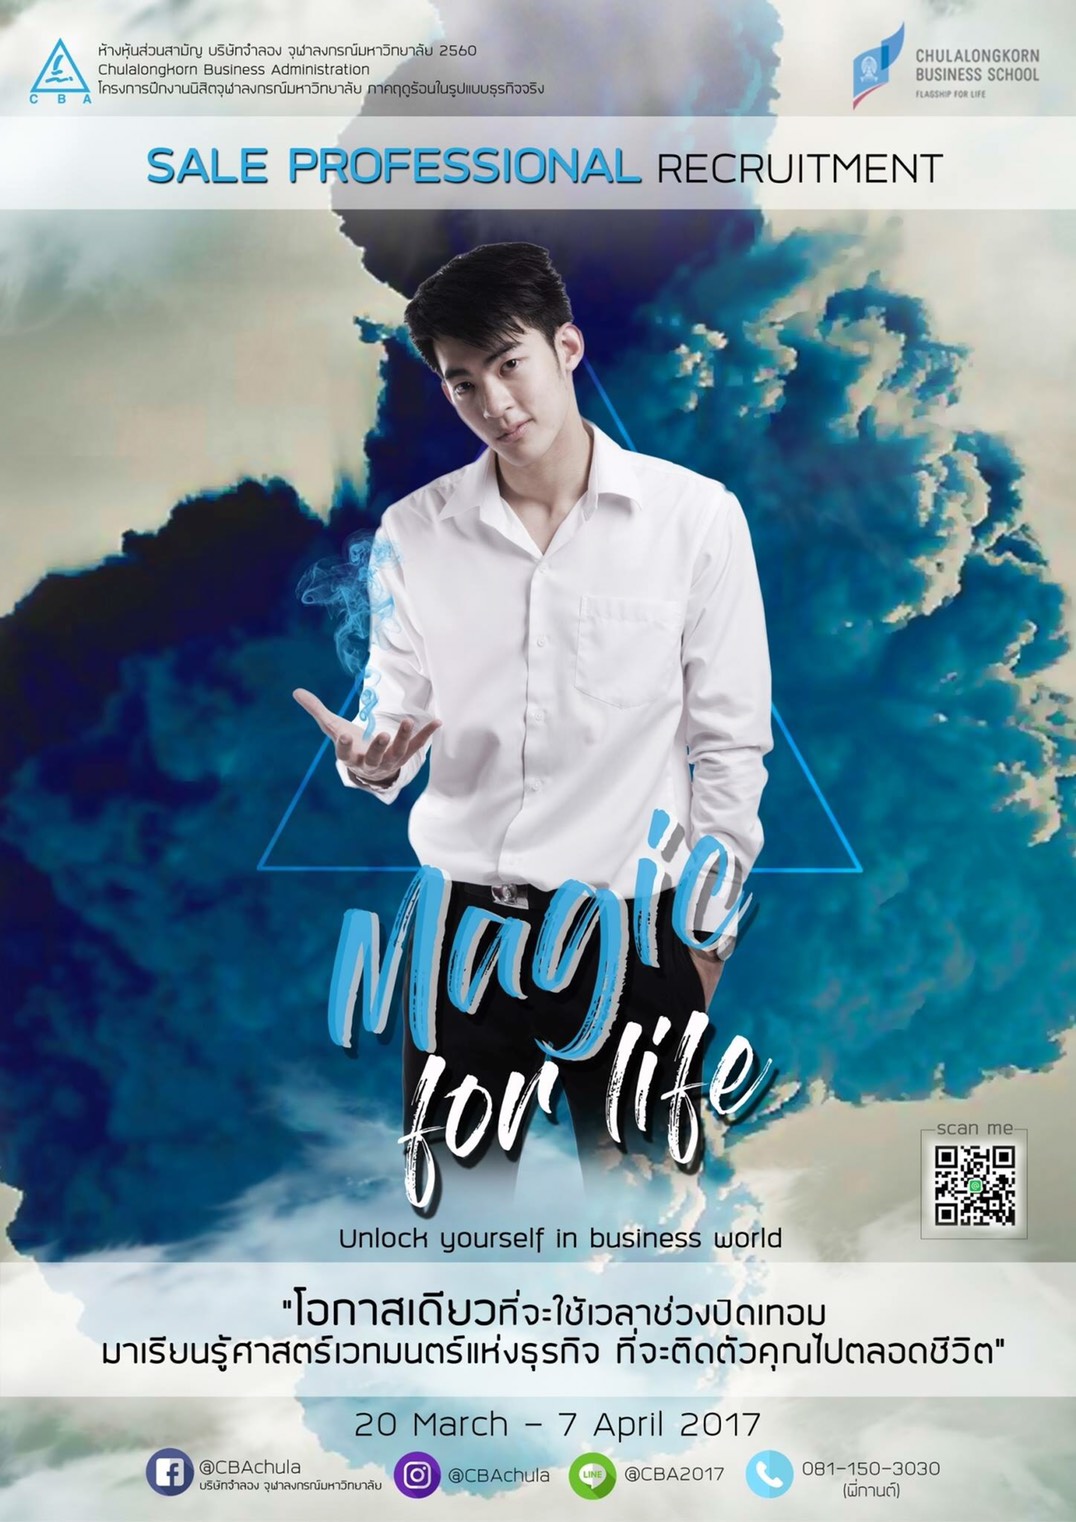 ห้างหุ้นส่วนสามัญ บริษัทจำลอง จุฬาลงกรณ์มหาวิทยาลัย 2560
Chulalongkorn Business Administration
โครงการฝึกงานนิสิตจุฬาลงกรณ์มหาวิทยาลัย ภาคฤดูร้อนในรูปแบบธุรกิจจริง
CBA
CHULALONGKORN
BUSINESS SCHOOL
FLAGSHIP FOR LIFE
SALE PROFESSIONAL RECRUITMENT
Magic
for life
scan me
LINE
Unlock yourself in business world
"โอกาสเดียวที่จะใช้เวลาช่วงปิดเทอม
มาเรียนรู้ศาสตร์เวทมนตร์แห่งธุรกิจ ที่จะติดตัวคุณไปตลอดชีวิต"
20 March – 7 April 2017
@CBAchula
บริษัทจำลอง จุฬาลงกรณ์มหาวิทยาลัย
@CBAchula
@CBA2017
081-150-3030
(พี่กานต์)